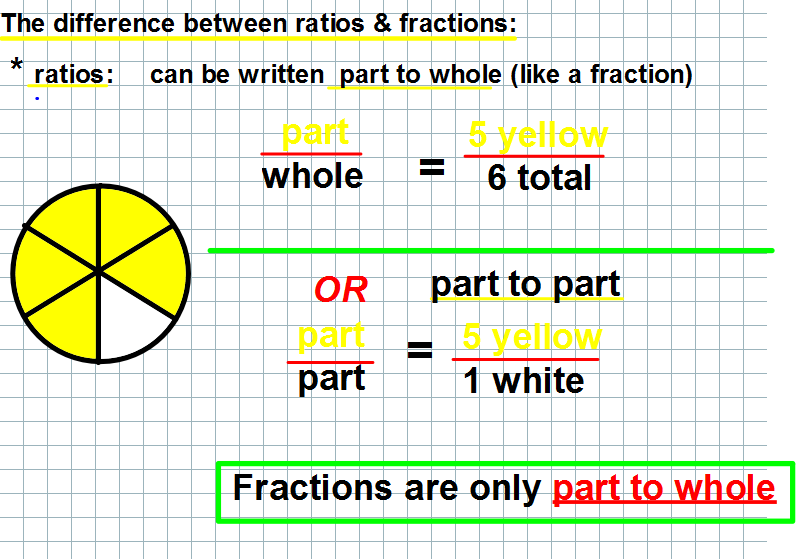 The difference between ratios & fractions:
* ratios: can be written part to whole (like a fraction)
part
whole
=
5 yellow
6 total
OR part to part
part
part
=
5 yellow
1 white
Fractions are only part to whole